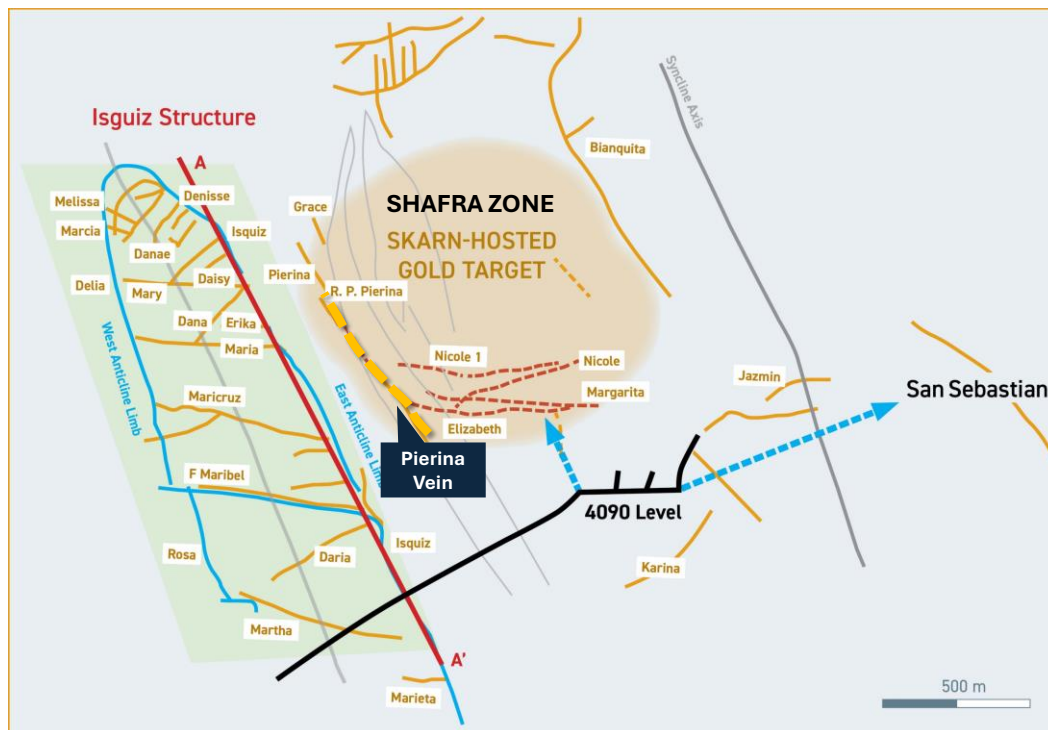 Isguiz Structure
A
Syncline Axis
Bianquita
Melissa
Denisse
Marcia
Isquiz
Danae
Grace
SHAFRA ZONE
SKARN-HOSTED
GOLD TARGET
Delia
Mary
Daisy
Pierina
R. P. Pierina
Dana
Erika
Maria
West Anticline Limb
East Anticline Limb
Nicole 1
Nicole
Margarita
Jazmin
San Sebastian
Maricruz
Elizabeth
Pierina
Vein
F Maribel
4090 Level
Isquiz
Rosa
Daria
Karina
Martha
A'
Marieta
500 m